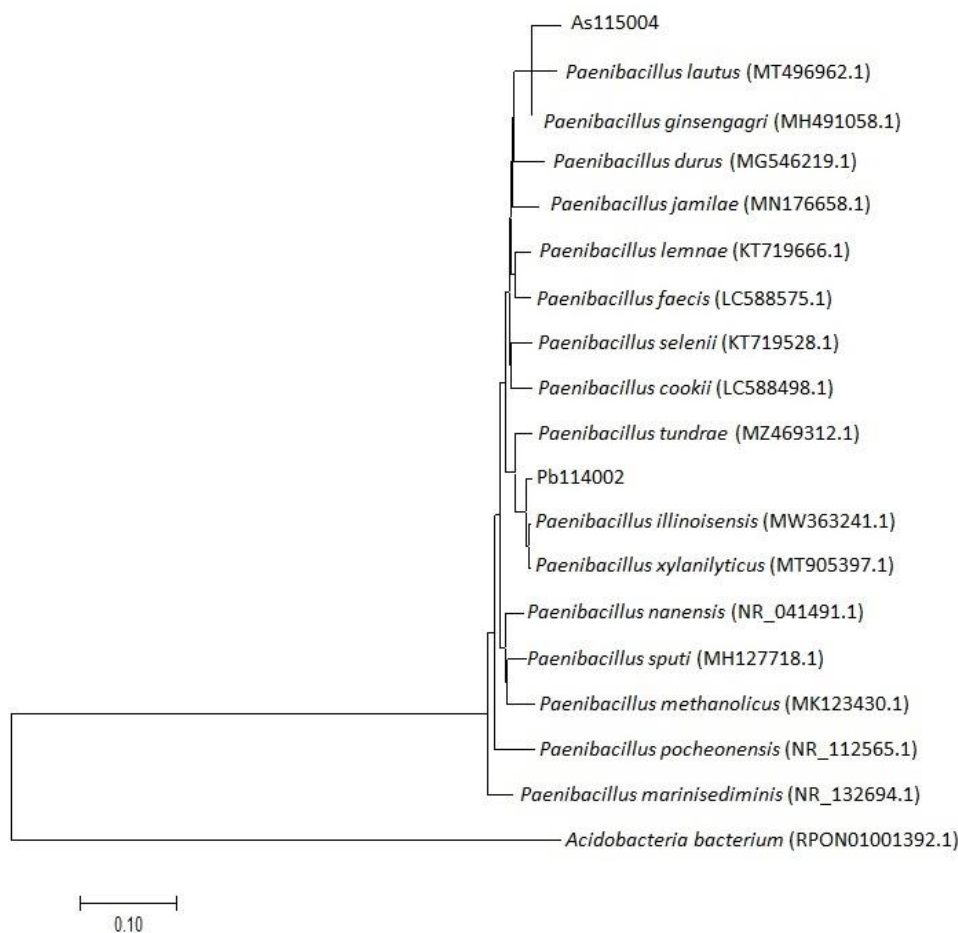 As115004
Paenibacillus lautus (MT496962.1)
Paenibacillus ginsengagri (MH491058.1)
Paenibacillus durus (MG546219.1)
Paenibacillus jamilae (MN176658.1)
Paenibacillus lemnae (KT719666.1)
Paenibacillus faecis (LC588575.1)
Paenibacillus selenii (KT719528.1)
Paenibacillus cookii (LC588498.1)
Paenibacillus tundrae (MZ469312.1)
Pb114002
Paenibacillus illinoisensis (MW363241.1)
Paenibacillus xylanilyticus (MT905397.1)
Paenibacillus nanensis (NR_041491.1)
Paenibacillus sputi (MH127718.1)
Paenibacillus methanolicus (MK123430.1)
Paenibacillus pocheonensis (NR_112565.1)
Paenibacillus marinisediminis (NR_132694.1)
Acidobacteria bacterium (RPON01001392.1)
0.10